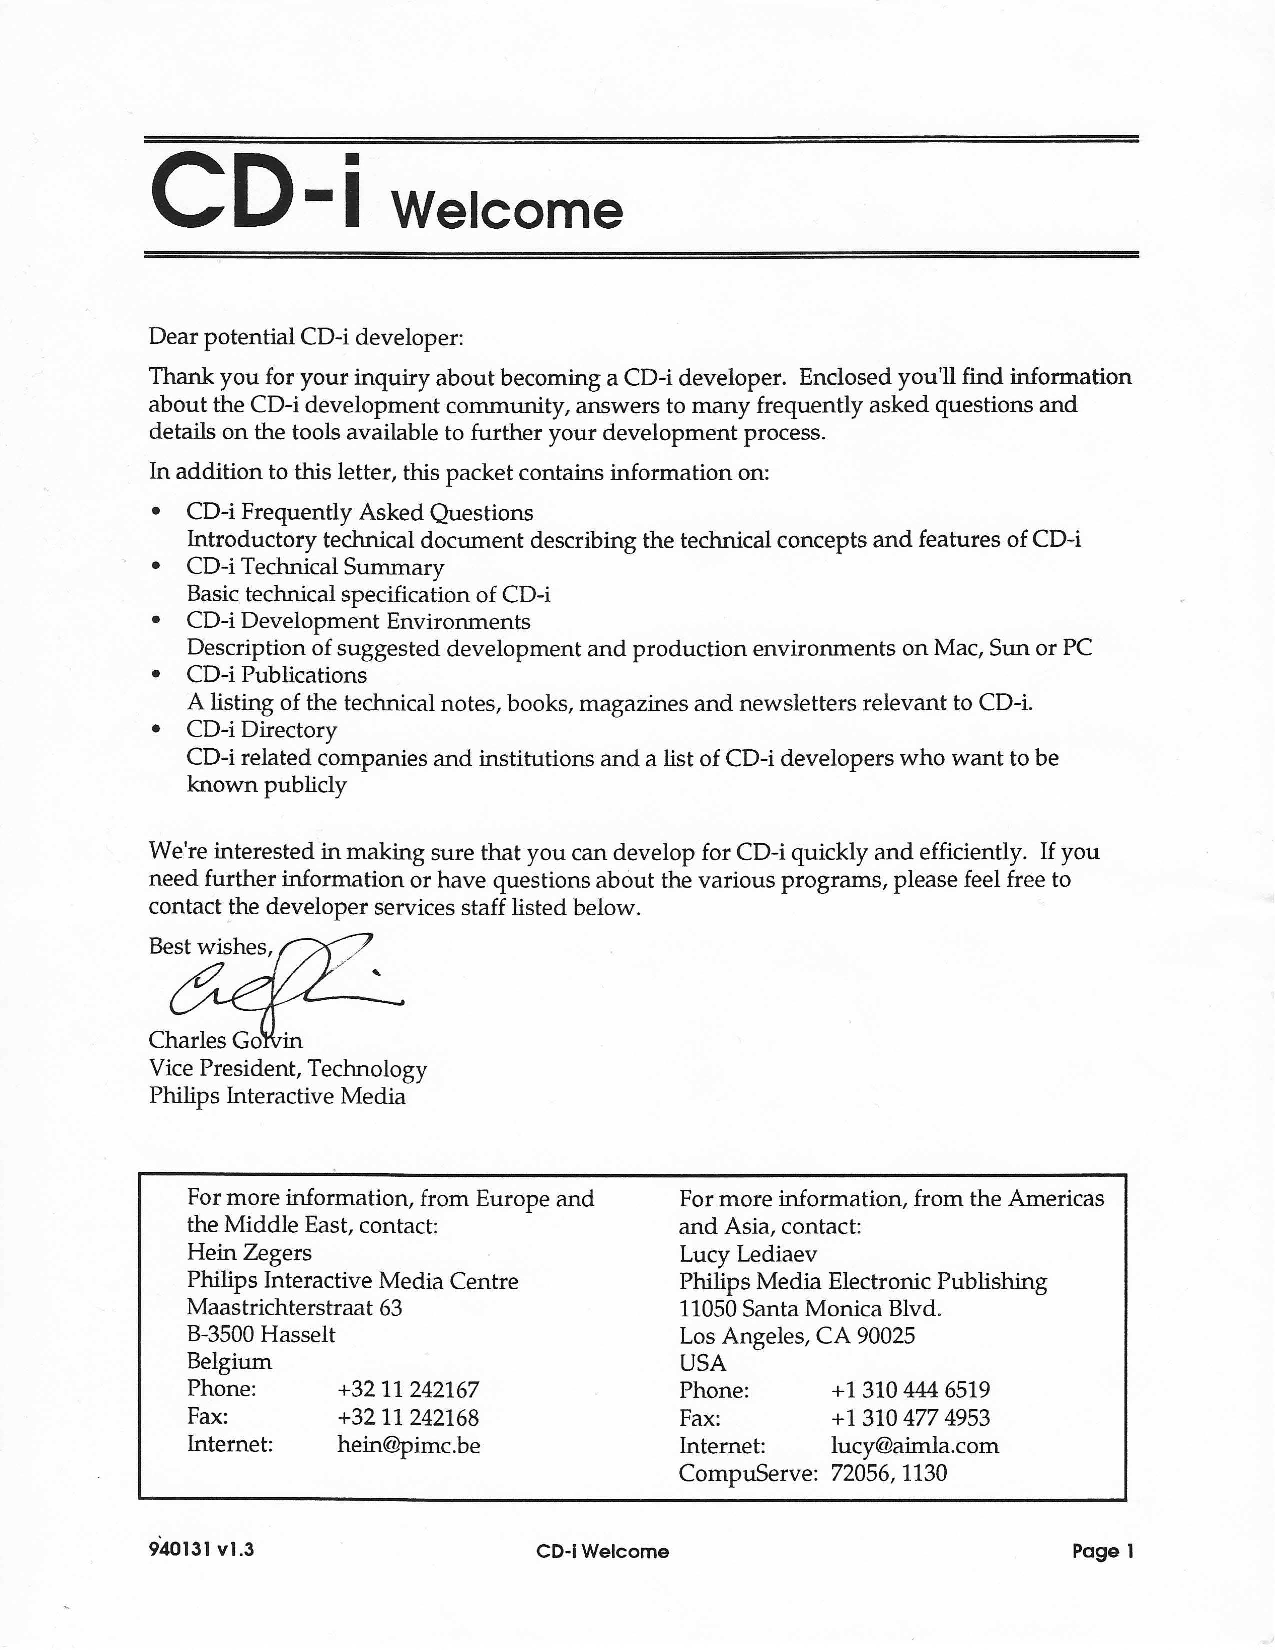 CD-i Welcome
Dear potential CD-i developer:
Thank you for your inquiry about becoming a CD-i developer.  Enclosed you'll find information
about the CD-i development community, answers to many frequently asked questions and
details on the tools available to further your development process.
In addition to this letter, this packet contains information on:
• CD-i Frequently Asked Questions
Introductory technical document describing the technical concepts and features of CD-i
• CD-i Technical Summary
Basic technical specification of CD-i
• CD-i Development Environments
Description of suggested development and production environments on Mac, Sun or PC
• CD-i Publications
A listing of the technical notes, books, magazines and newsletters relevant to CD-i.
• CD-i Directory
CD-i related companies and institutions and a list of CD-i developers who want to be
known publicly
We're interested in making sure that you can develop for CD-i quickly and efficiently.  If you
need further information or have questions about the various programs, please feel free to
contact the developer services staff listed below.
Best wishes,
Charles Golvin
Vice President, Technology
Philips Interactive Media
For more information, from Europe and
the Middle East, contact:
Hein Zegers
Philips Interactive Media Centre
Maastrichterstraat 63
B-3500 Hasselt
Belgium
Phone: +32 11 242167
Fax: +32 11 242168
Internet: hein@pimc.be
For more information, from the Americas
and Asia, contact:
Lucy Lediaev
Philips Media Electronic Publishing
11050 Santa Monica Blvd.
Los Angeles, CA 90025
USA
Phone: +1 310 444 6519
Fax: +1 310 477 4953
Internet: lucy@aimla.com
CompuServe: 72056, 1130
940131 v1.3 CD-i Welcome Page 1